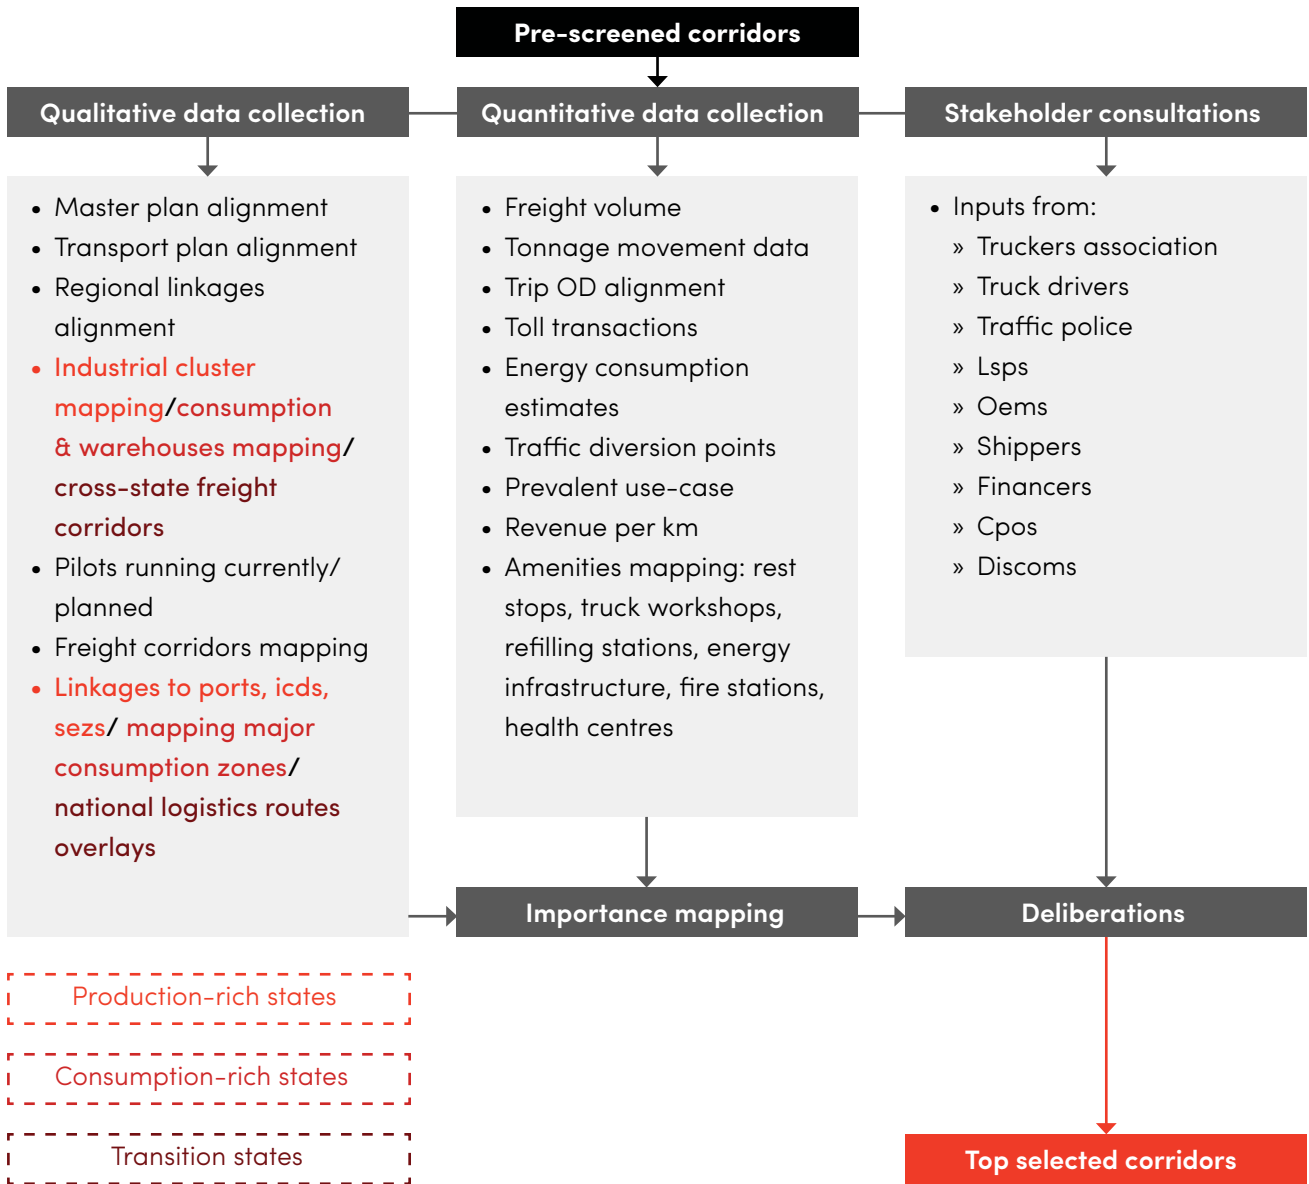 Pre-screened corridors
Qualitative data collection
• Master plan alignment
• Transport plan alignment
• Regional linkages
alignment
• Industrial cluster
mapping/consumption
& warehouses mapping/
cross-state freight
corridors
• Pilots running currently/
planned
• Freight corridors mapping
• Linkages to ports, icds,
sezs/ mapping major
consumption zones/
national logistics routes
overlays
Quantitative data collection
• Freight volume
• Tonnage movement data
• Trip OD alignment
• Toll transactions
• Energy consumption
estimates
• Traffic diversion points
• Prevalent use-case
• Revenue per km
• Amenities mapping: rest
stops, truck workshops,
refilling stations, energy
infrastructure, fire stations,
health centres
Stakeholder consultations
• Inputs from:
» Truckers association
» Truck drivers
» Traffic police
» Lsps
» Oems
» Shippers
» Financers
» Cpos
» Discoms
Importance mapping
Deliberations
Production-rich states
Consumption-rich states
Transition states
Top selected corridors